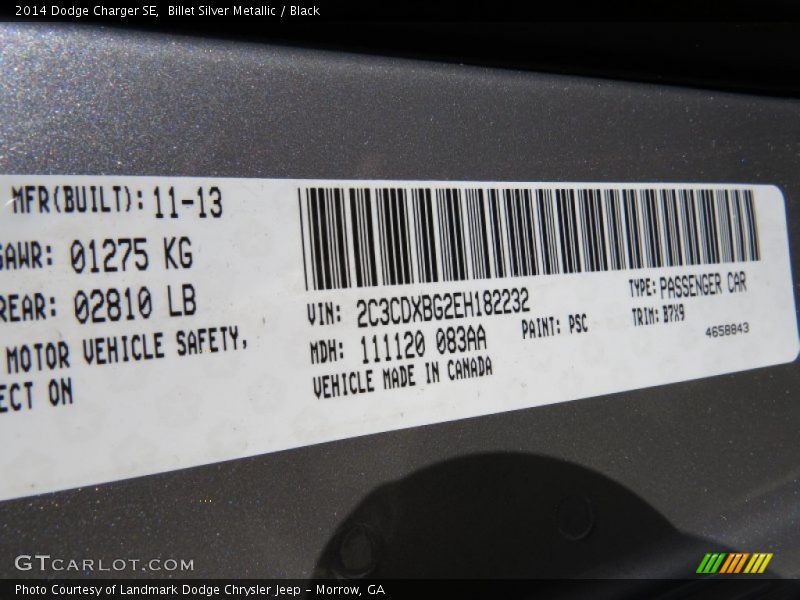 2014 Dodge Charger SE, Billet Silver Metallic / Black
MFR(BUILT): 11-13
GAWR: 01275 KG
REAR: 02810 LB
MOTOR VEHICLE SAFETY,
ECT ON
VIN: 2C3CDXBG2EH182232
MDH: 111120 083AA
VEHICLE MADE IN CANADA
PAINT: PSC
TYPE: PASSENGER CAR
TRIM: B7X9
4658843
GTCARLOT.COM
Photo Courtesy of Landmark Dodge Chrysler Jeep - Morrow, GA